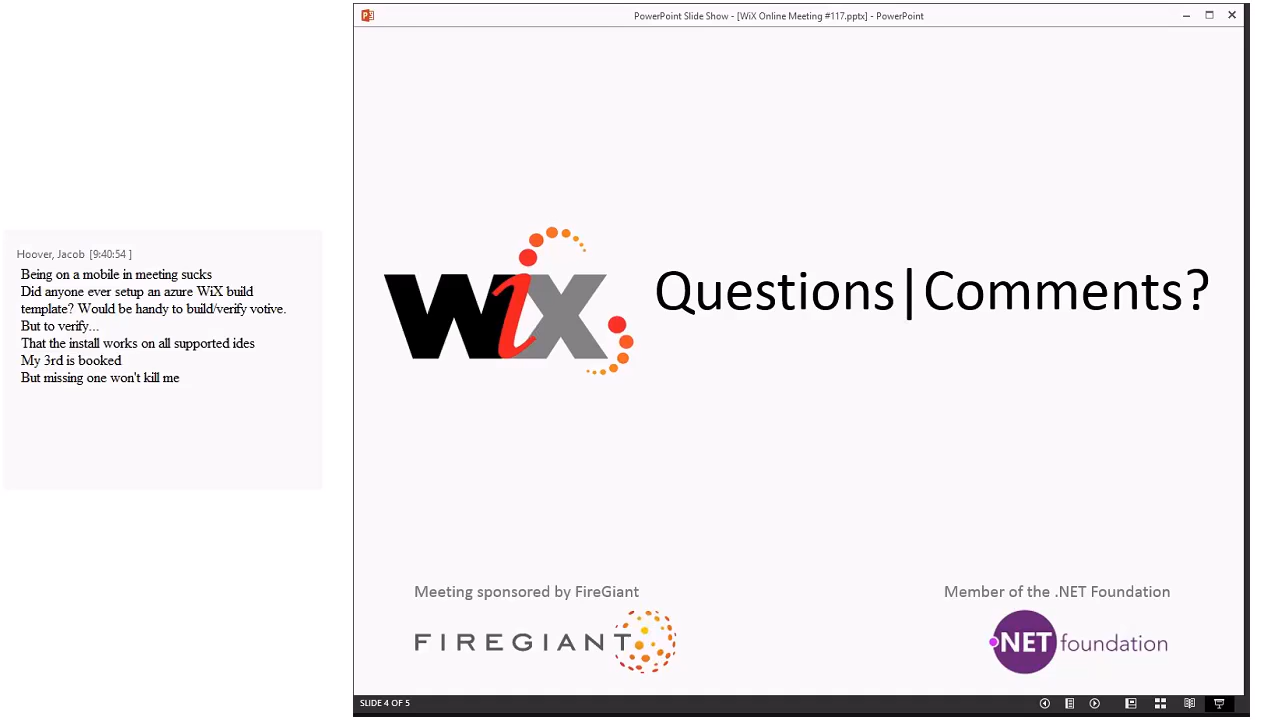 PowerPoint Slide Show - [WiX Online Meeting #117.pptx] - PowerPoint
Hoover, Jacob [9:40:54 ]
Being on a mobile in meeting sucks
Did anyone ever setup an azure WiX build
template? Would be handy to build/verify votive.
But to verify...
That the install works on all supported ides
My 3rd is booked
But missing one won't kill me
WiX
Questions|Comments?
Meeting sponsored by FireGiant
FIREGIANT
Member of the .NET Foundation
.NET foundation
SLIDE 4 OF 5